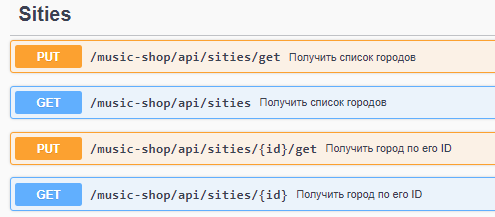 Sities
PUT /music-shop/api/sities/get Получить список городов
GET /music-shop/api/sities Получить список городов
PUT /music-shop/api/sities/{id}/get Получить город по его ID
GET /music-shop/api/sities/{id} Получить город по его ID